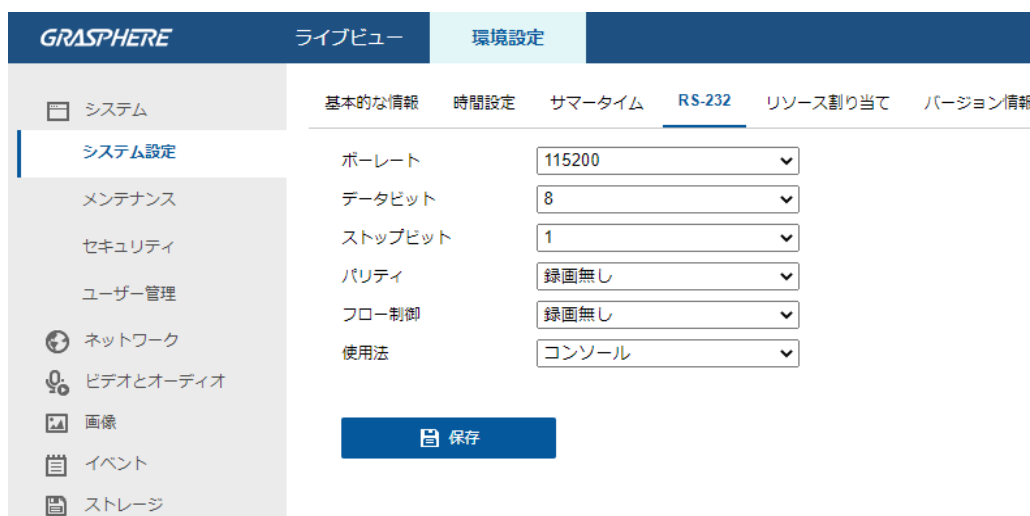 GRASPHERE ライブビュー 環境設定
システム
システム設定
メンテナンス
セキュリティ
ユーザー管理
ネットワーク
ビデオとオーディオ
画像
イベント
ストレージ
基本的な情報 時間設定 サマータイム RS-232 リソース割り当て バージョン情報
ボーレート 115200
データビット 8
ストップビット 1
パリティ 録画無し
フロー制御 録画無し
使用法 コンソール
保存